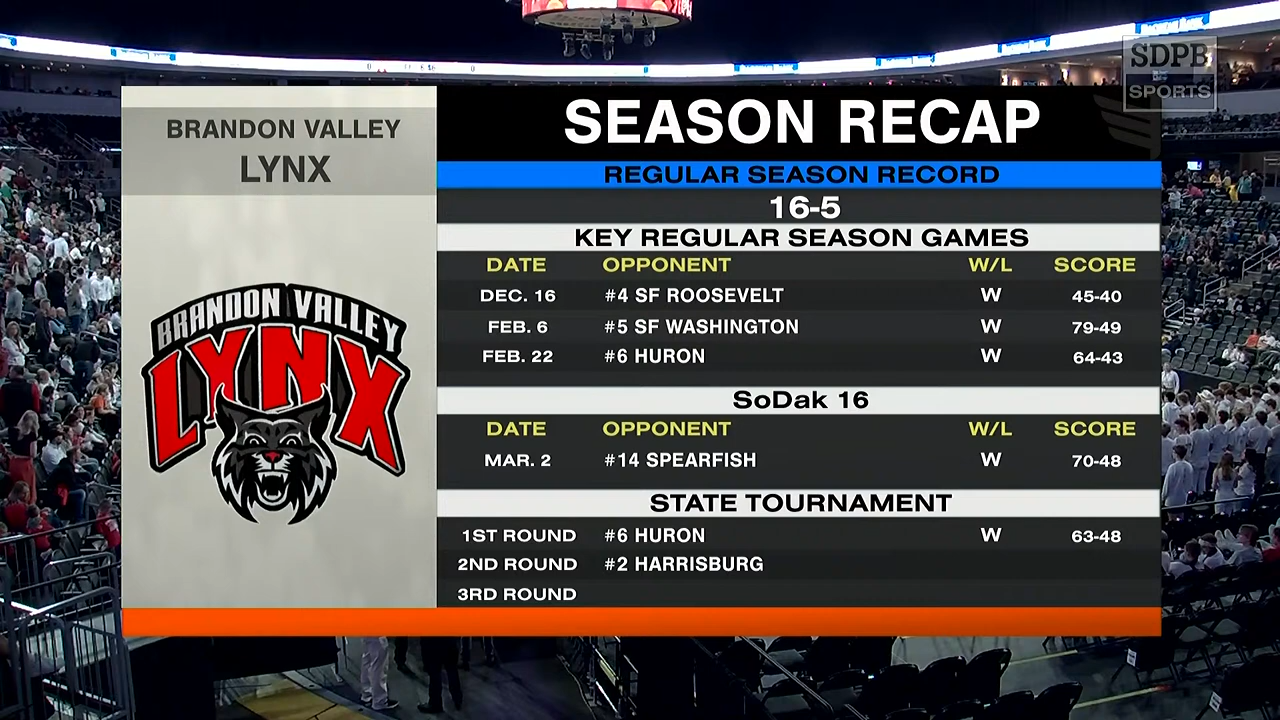 SDPB
SPORTS
BRANDON VALLEY
LYNX
BRANDON VALLEY
LYNX
SEASON RECAP
REGULAR SEASON RECORD
16-5
KEY REGULAR SEASON GAMES
DATE OPPONENT W/L SCORE
DEC. 16 #4 SF ROOSEVELT W 45-40
FEB. 6 #5 SF WASHINGTON W 79-49
FEB. 22 #6 HURON W 64-43
SoDak 16
DATE OPPONENT W/L SCORE
MAR. 2 #14 SPEARFISH W 70-48
STATE TOURNAMENT
1ST ROUND #6 HURON W 63-48
2ND ROUND #2 HARRISBURG
3RD ROUND